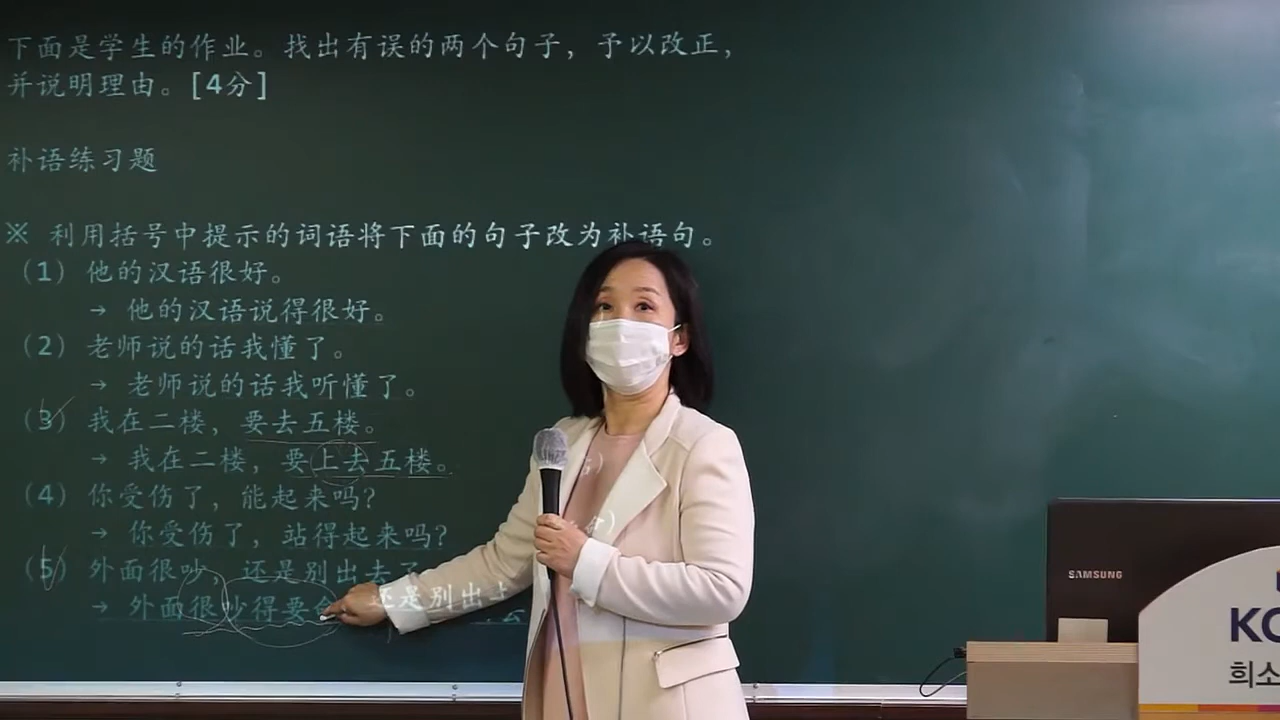 下面是学生的作业。找出有误的两个句子，予以改正，
并说明理由。[4分]
补语练习题
※ 利用括号中提示的词语将下面的句子改为补语句。
（1）他的汉语很好。
→ 他的汉语说得很好。
（2）老师说的话我懂了。
→ 老师说的话我听懂了。
（3）我在二楼，要去五楼。
→ 我在二楼，要上去五楼。
（4）你受伤了，能起来吗？
→ 你受伤了，站得起来吗？
（5）外面很吵，还是别出去了
→ 外面很吵得要 还是别出
SAMSUNG
KO
희소